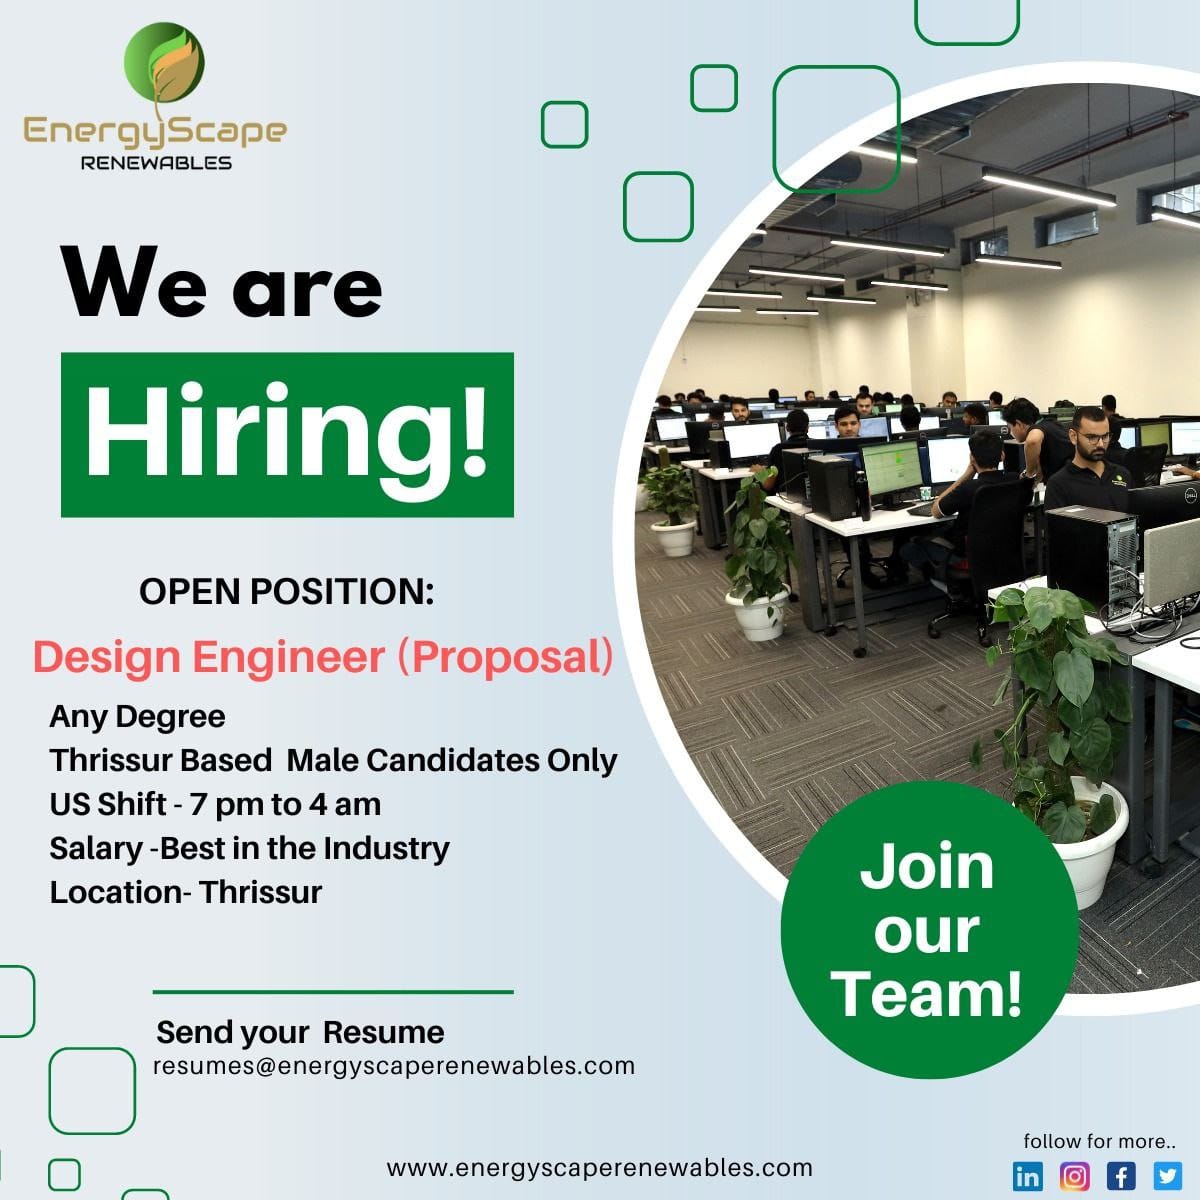 EnergyScape
RENEWABLES
We are
Hiring!
OPEN POSITION:
Design Engineer (Proposal)
Any Degree
Thrissur Based  Male Candidates Only
US Shift - 7 pm to 4 am
Salary -Best in the Industry
Location- Thrissur
Join
our
Team!
Send your  Resume
resumes@energyscaperenewables.com
follow for more..
www.energyscaperenewables.com